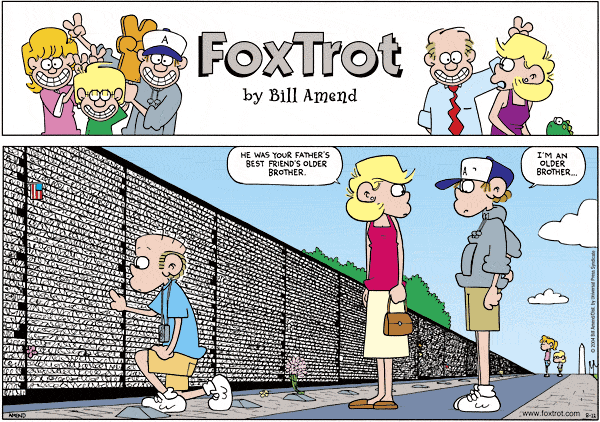 FoxTrot
by Bill Amend
A
HE WAS YOUR FATHER'S
BEST FRIEND'S OLDER
BROTHER.
I'M AN
OLDER
BROTHER...
A
© 2004 Bill Amend/Dist. by Universal Press Syndicate
AMEND
www.foxtrot.com